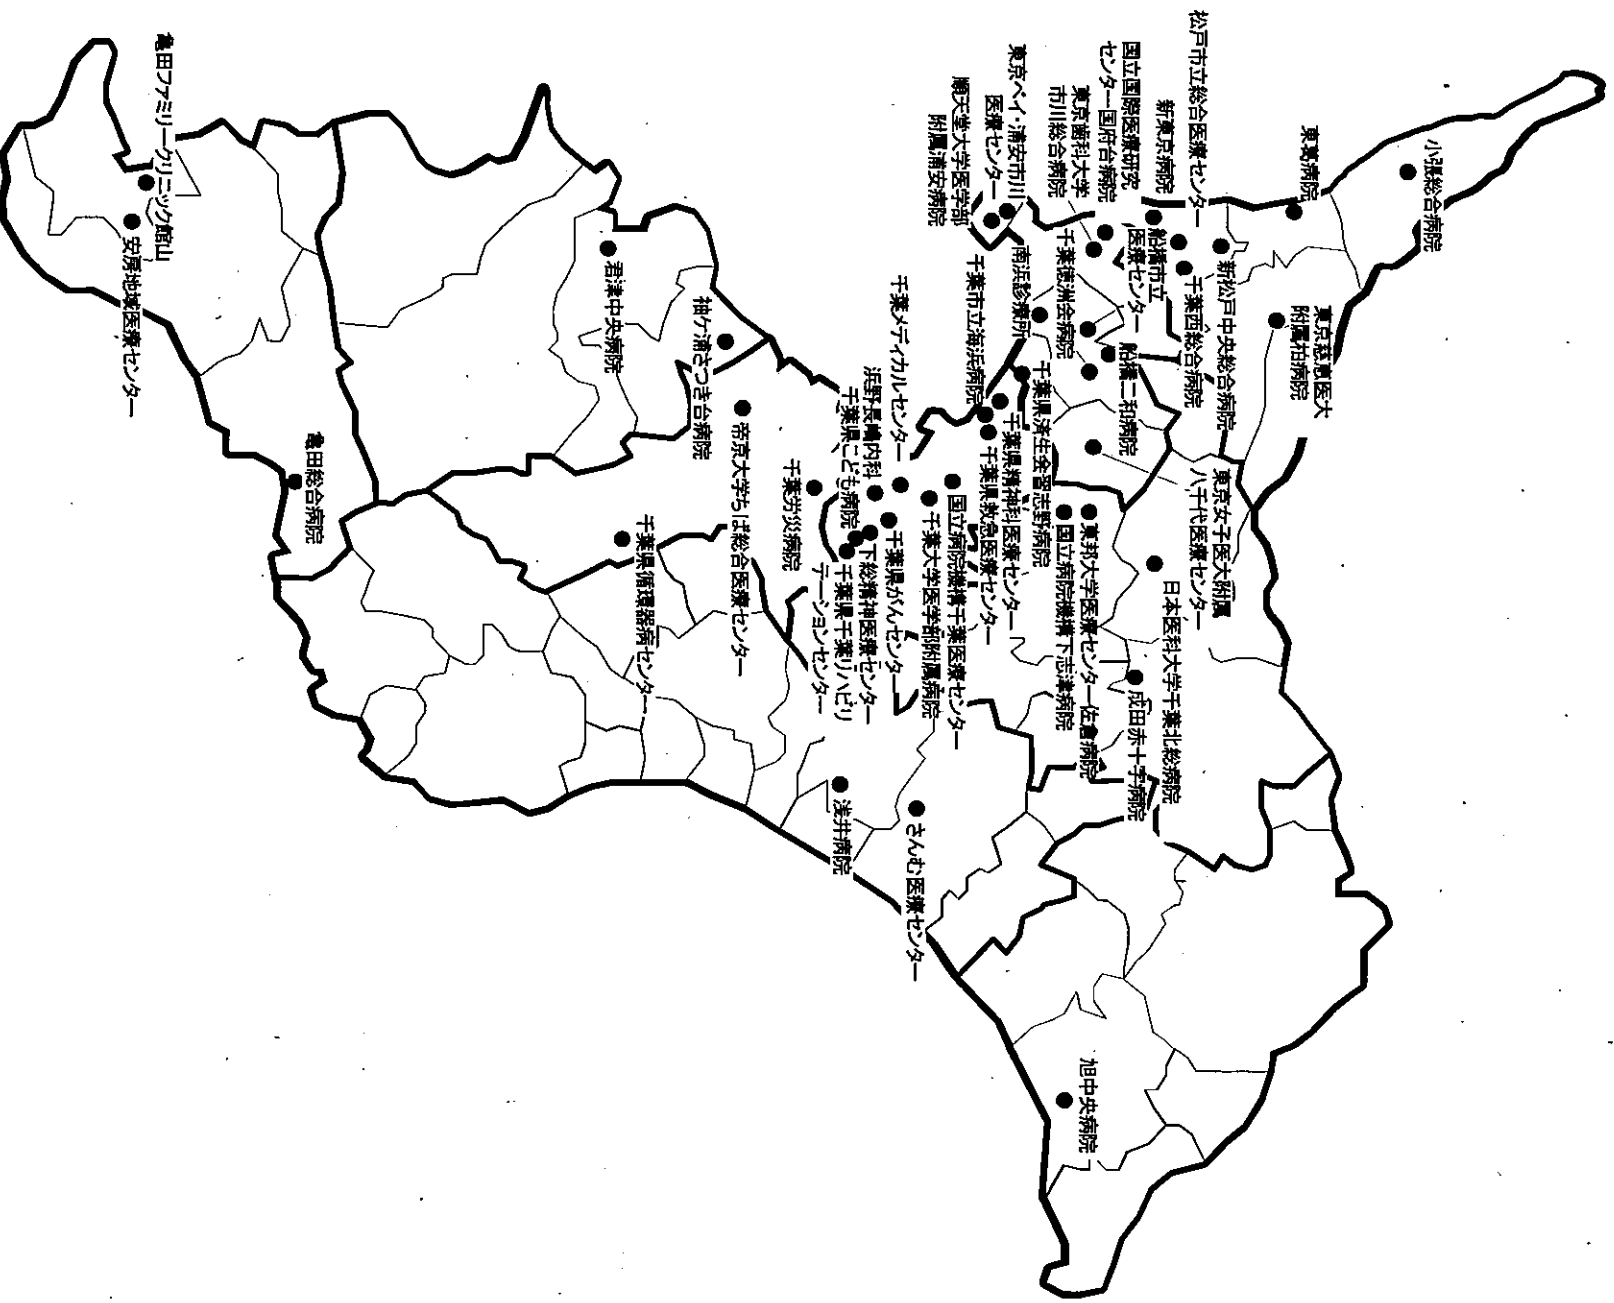 小張総合病院
東葛病院
東京慈恵医大
附属柏病院
松戸市立総合医療センター
新松戸中央総合病院
新東京病院
千葉西総合病院
国立国際医療研究
センター国府台病院
船橋市立
医療センター
東京歯科大学
市川総合病院
船橋二和病院
千葉徳洲会病院
東京ベイ・浦安市川
医療センター
南浜診療所
順天堂大学医学部
附属浦安病院
東京女子医大附属
八千代医療センター
日本医科大学千葉北総病院
成田赤十字病院
東邦大学医療センター佐倉病院
国立病院機構下志津病院
千葉県済生会習志野病院
千葉市立海浜病院
千葉県精神科医療センター
千葉県救急医療センター
国立病院機構千葉医療センター
千葉大学医学部附属病院
千葉メディカルセンター
千葉県がんセンター
浜野長嶋内科
下総精神医療センター
千葉県こども病院
千葉県千葉リハビリ
テーションセンター
千葉労災病院
さんむ医療センター
浅井病院
旭中央病院
帝京大学ちば総合医療センター
袖ケ浦さつき台病院
千葉県循環器病センター
君津中央病院
亀田総合病院
亀田ファミリークリニック館山
安房地域医療センター